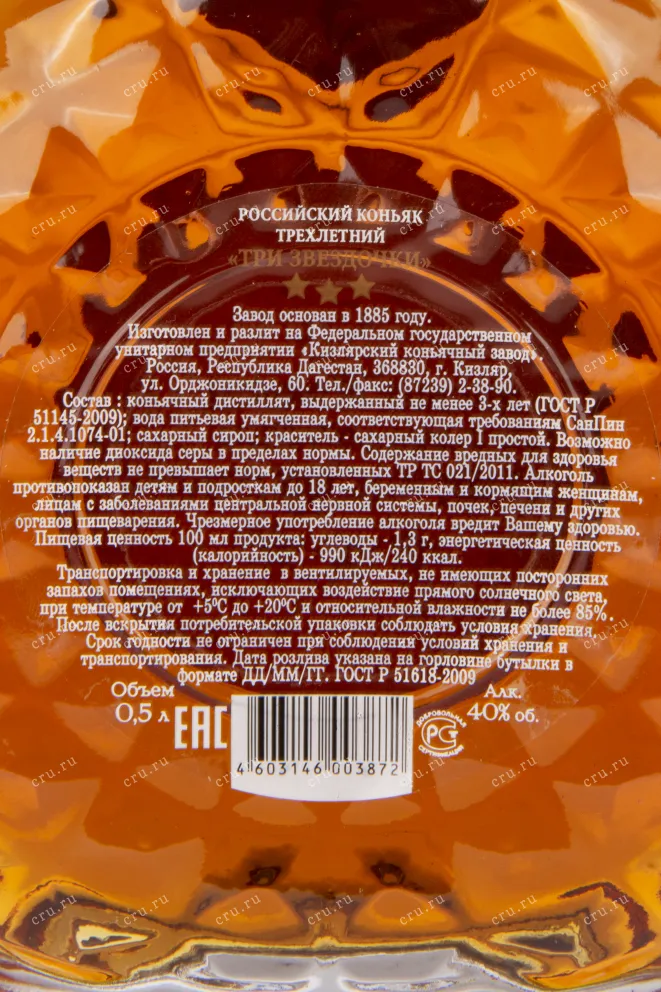 РОССИЙСКИЙ КОНЬЯК
ТРЕХЛЕТНИЙ
«ТРИ ЗВЕЗДОЧКИ»
Завод основан в 1885 году.
Изготовлен и разлит на Федеральном государственном
унитарном предприятии «Кизлярский коньячный завод».
Россия, Республика Дагестан, 368830, г. Кизляр,
ул. Орджоникидзе, 60. Тел./факс: (87239) 2-38-90.
Состав : коньячный дистиллят, выдержанный не менее 3-х лет (ГОСТ Р
51145-2009); вода питьевая умягченная, соответствующая требованиям СанПин
2.1.4.1074-01; сахарный сироп; краситель - сахарный колер I простой. Возможно
наличие диоксида серы в пределах нормы. Содержание вредных для здоровья
веществ не превышает норм, установленных ТР ТС 021/2011. Алкоголь
противопоказан детям и подросткам до 18 лет, беременным и кормящим женщинам,
лицам с заболеваниями центральной нервной системы, почек, печени и других
органов пищеварения. Чрезмерное употребление алкоголя вредит Вашему здоровью.
Пищевая ценность 100 мл продукта: углеводы - 1,3 г, энергетическая ценность
(калорийность) - 990 кДж/240 ккал.
Транспортировка и хранение в вентилируемых, не имеющих посторонних
запахов помещениях, исключающих воздействие прямого солнечного света,
при температуре от +5⁰С до +20⁰С и относительной влажности не более 85%.
После вскрытия потребительской упаковки соблюдать условия хранения.
Срок годности не ограничен при соблюдении условий хранения и
транспортирования. Дата розлива указана на горловине бутылки в
формате ДД/ММ/ГГ. ГОСТ Р 51618-2009
Объем
0,5 л
EAC
4 603146 003872
ДОБРОВОЛЬНАЯ
РСТ
СЕРТИФИКАЦИЯ
Алк.
40% об.
cru.ru